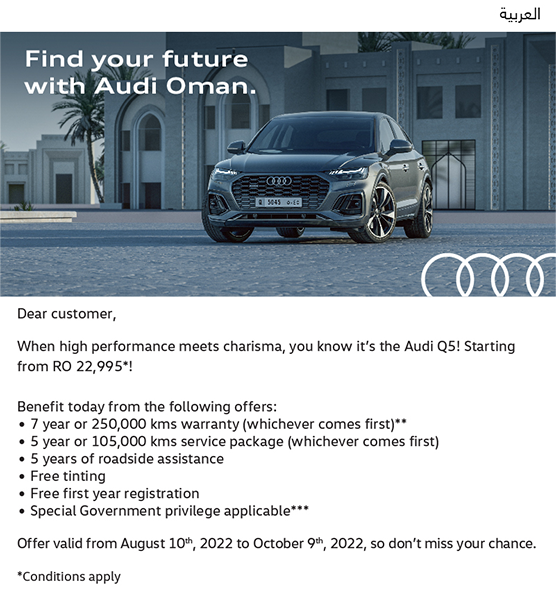 العربية
Find your future
with Audi Oman.
5045
Dear customer,
When high performance meets charisma, you know it's the Audi Q5! Starting
from RO 22,995*!
Benefit today from the following offers:
• 7 year or 250,000 kms warranty (whichever comes first)**
• 5 year or 105,000 kms service package (whichever comes first)
• 5 years of roadside assistance
• Free tinting
• Free first year registration
• Special Government privilege applicable***
Offer valid from August 10th, 2022 to October 9th, 2022, so don't miss your chance.
*Conditions apply